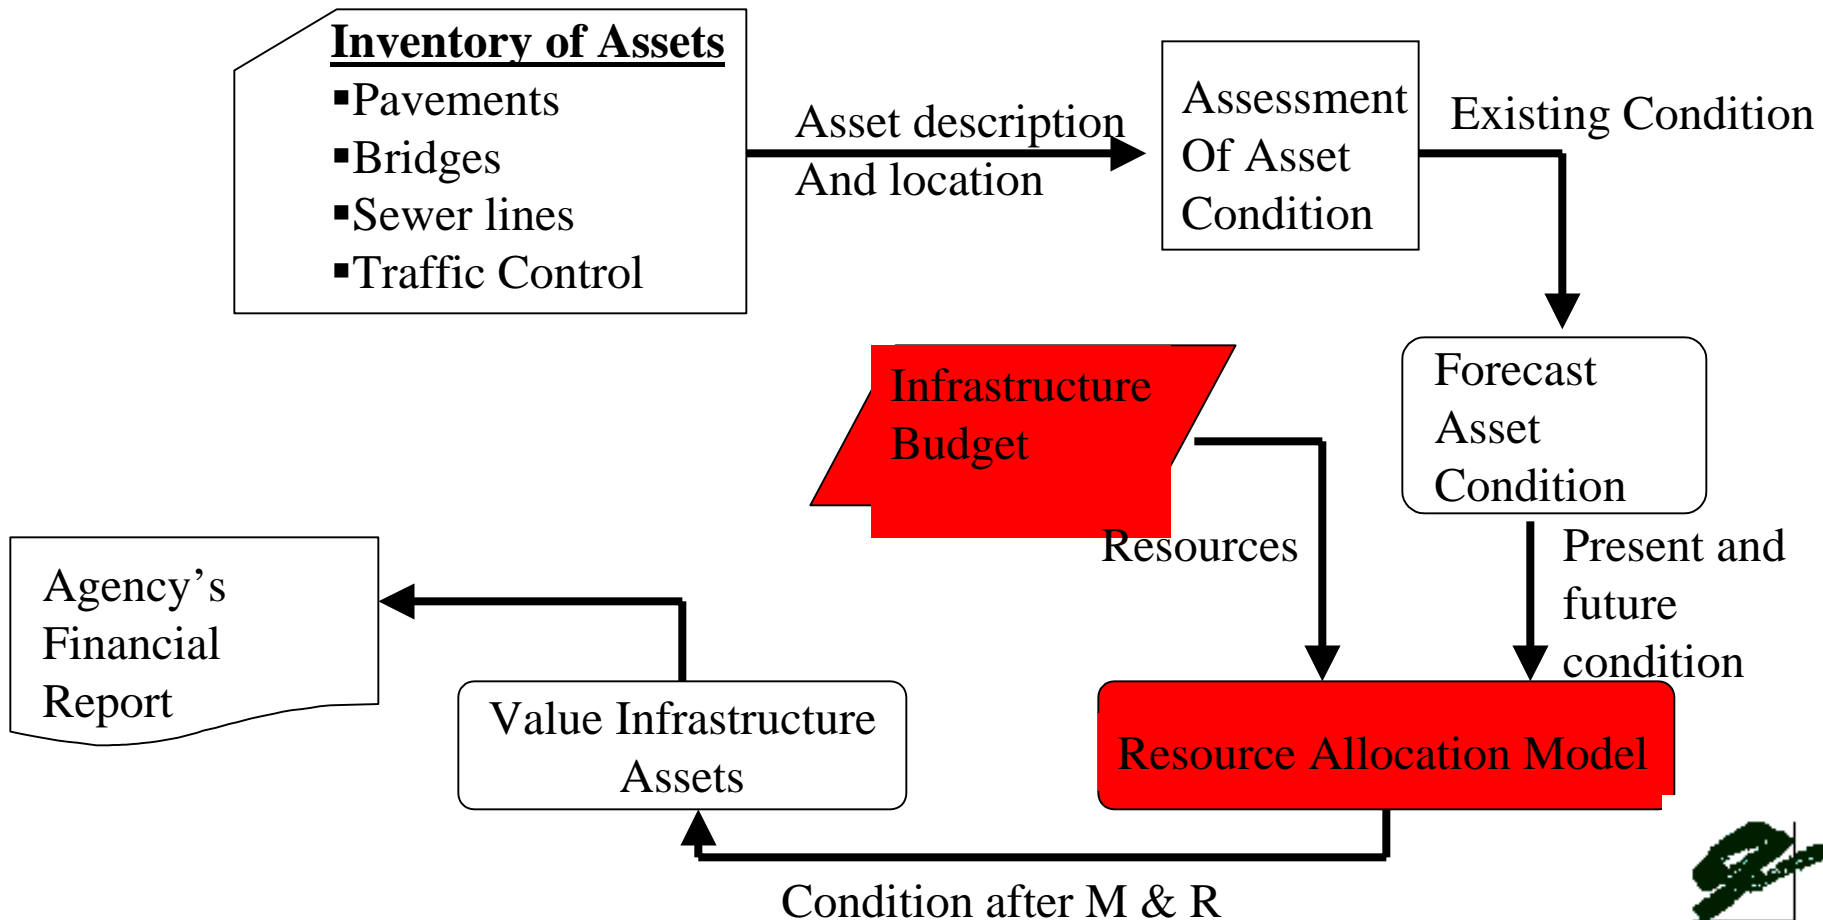 Inventory of Assets
▪Pavements
▪Bridges
▪Sewer lines
▪Traffic Control
Asset description
And location
Assessment
Of Asset
Condition
Existing Condition
Forecast
Asset
Condition
Infrastructure
Budget
Resources
Present and
future
condition
Resource Allocation Model
Condition after M & R
Value Infrastructure
Assets
Agency’s
Financial
Report